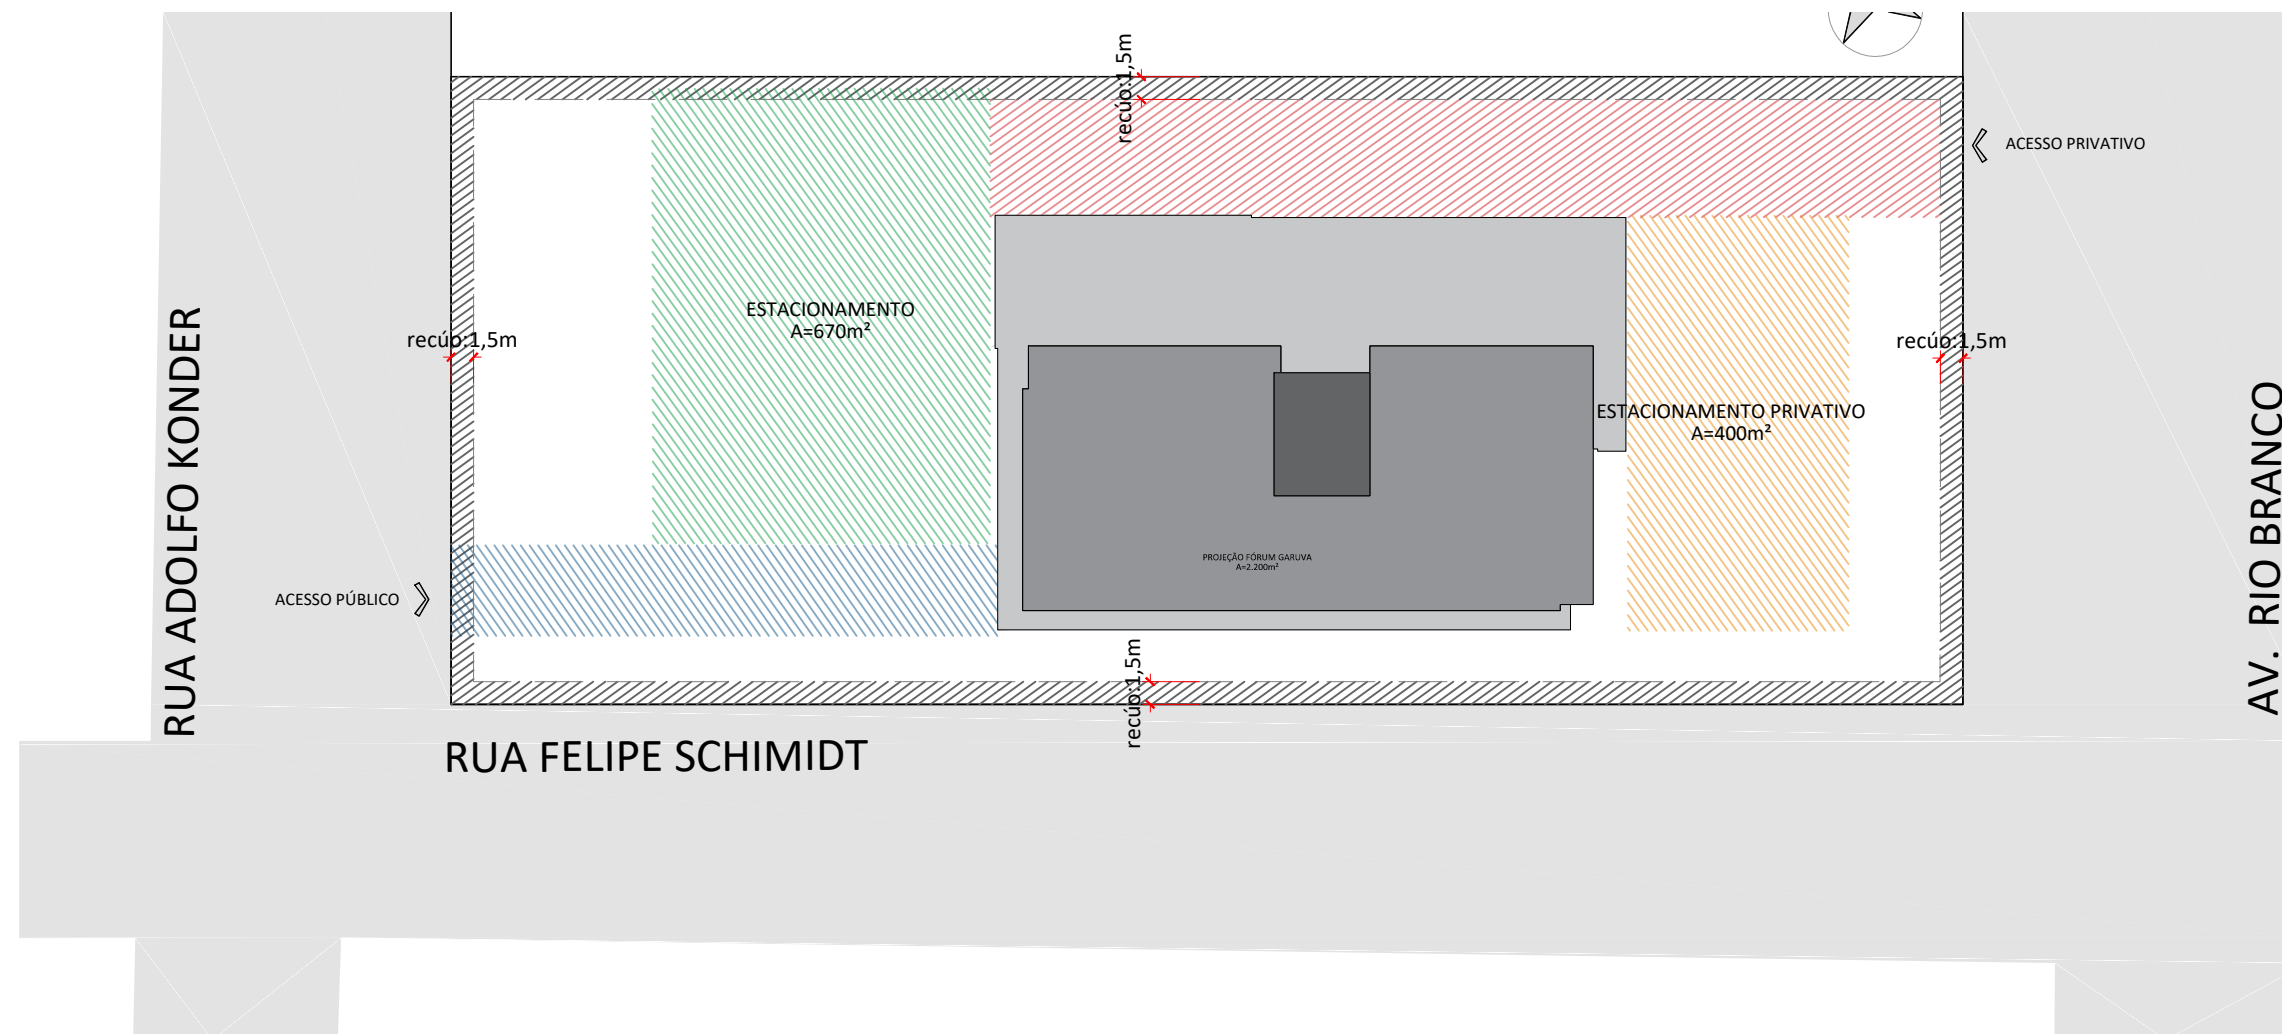 recúo:1,5m
ACESSO PRIVATIVO
ESTACIONAMENTO
A=670m²
recúo:1,5m
recúo:1,5m
RUA ADOLFO KONDER
ESTACIONAMENTO PRIVATIVO
A=400m²
AV. RIO BRANCO
PROJEÇÃO FÓRUM GARUVA
A=2.200m²
ACESSO PÚBLICO
recúo:1,5m
RUA FELIPE SCHIMIDT